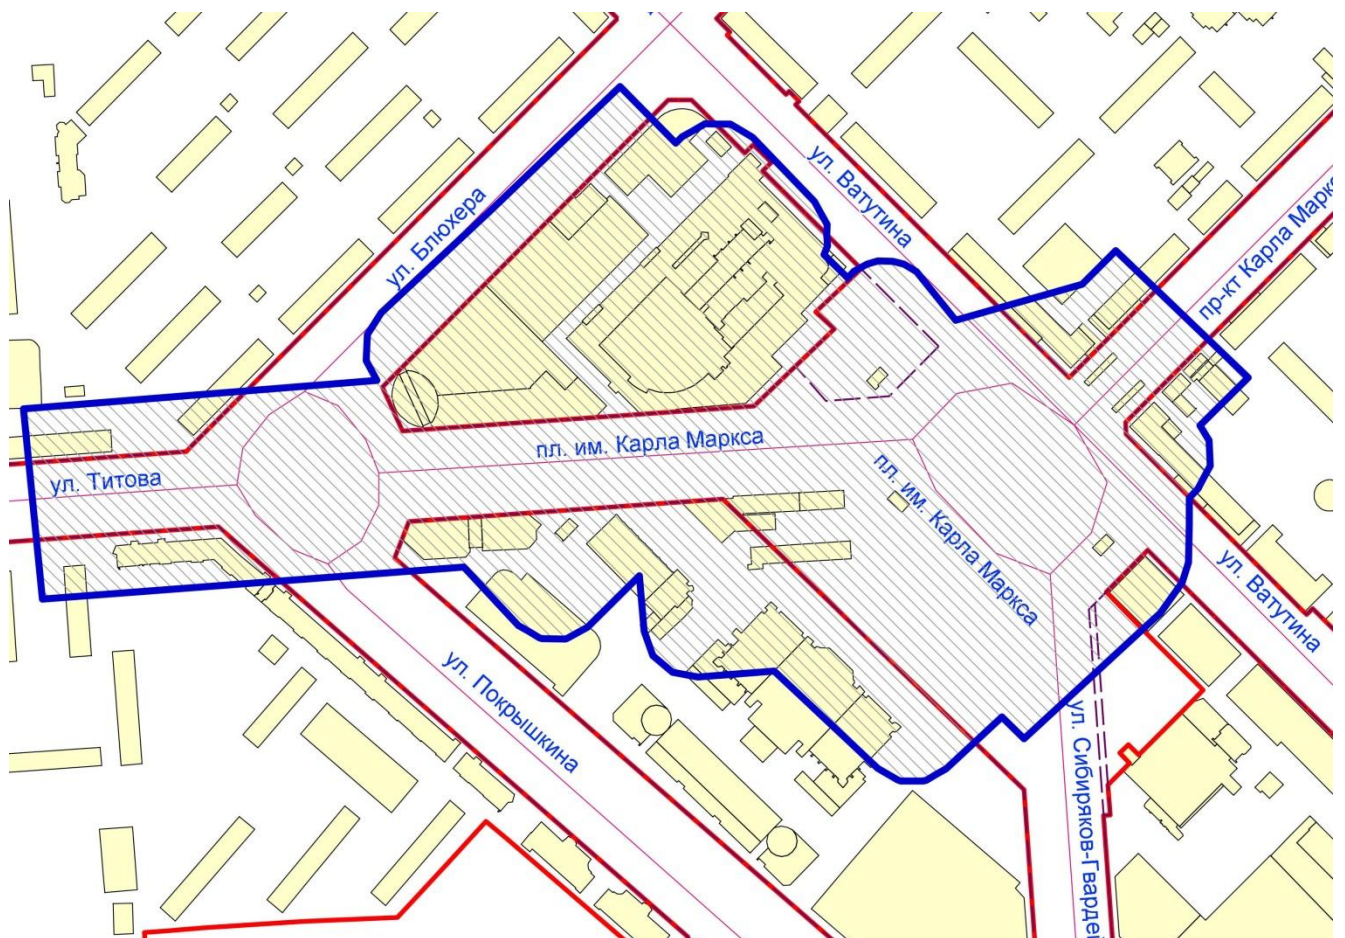 ул. Ватутина
ул. Блюхера
пр-кт Карла Маркс
пл. им. Карла Маркса
ул. Титова
пл. им. Карла Маркса
ул. Ватутина
ул. Покрышкина
ул. Сибиряков-Гвардей